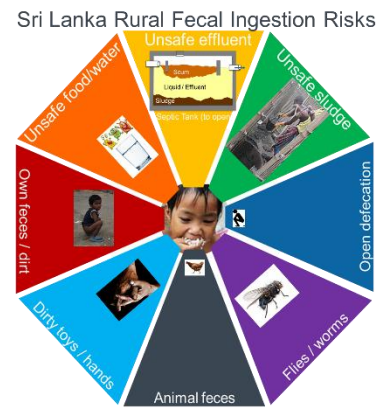 Sri Lanka Rural Fecal Ingestion Risks
Unsafe effluent
Scum
Liquid / Effluent
Sludge
Septic Tank (to open
Unsafe sludge
Open defecation
Flies / worms
Animal feces
Dirty toys / hands
Own feces / dirt
Unsafe food/water